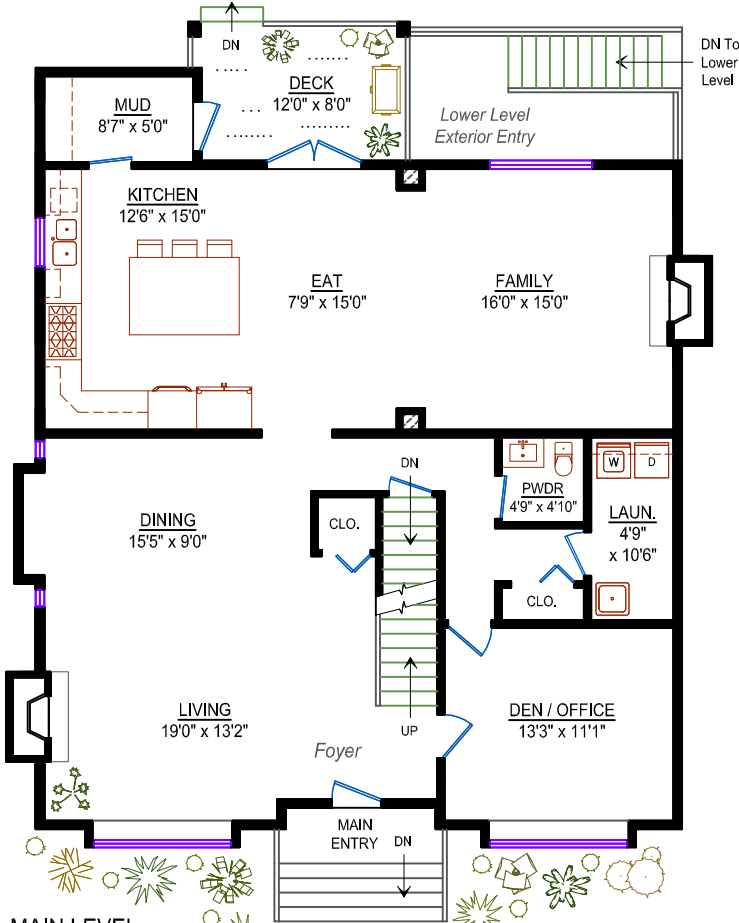 DN
DN To
Lower
Level
DECK
12'0" x 8'0"
MUD
8'7" x 5'0"
Lower Level
Exterior Entry
KITCHEN
12'6" x 15'0"
EAT
7'9" x 15'0"
FAMILY
16'0" x 15'0"
DN
W
D
PWDR
4'9" x 4'10"
CLO.
DINING
15'5" x 9'0"
LAUN.
4'9"
x 10'6"
CLO.
LIVING
19'0" x 13'2"
DEN / OFFICE
13'3" x 11'1"
UP
Foyer
MAIN
ENTRY
DN
MAIN LEVEL